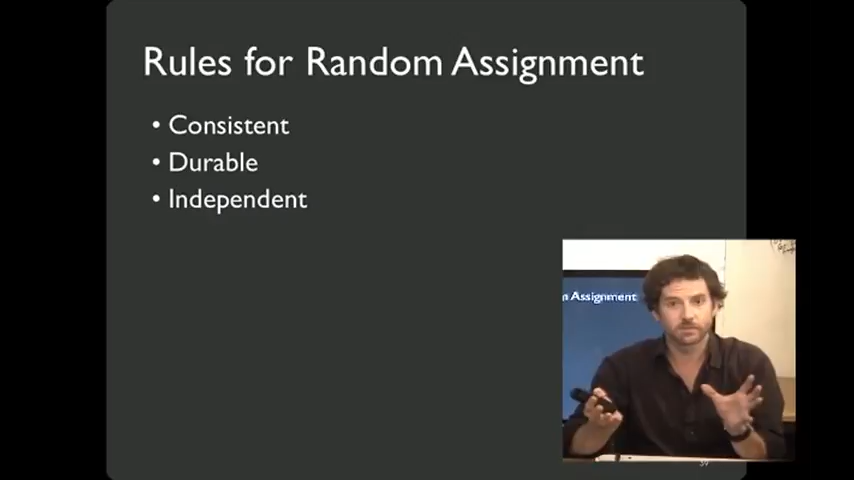 Rules for Random Assignment
• Consistent
• Durable
• Independent
m Assignment